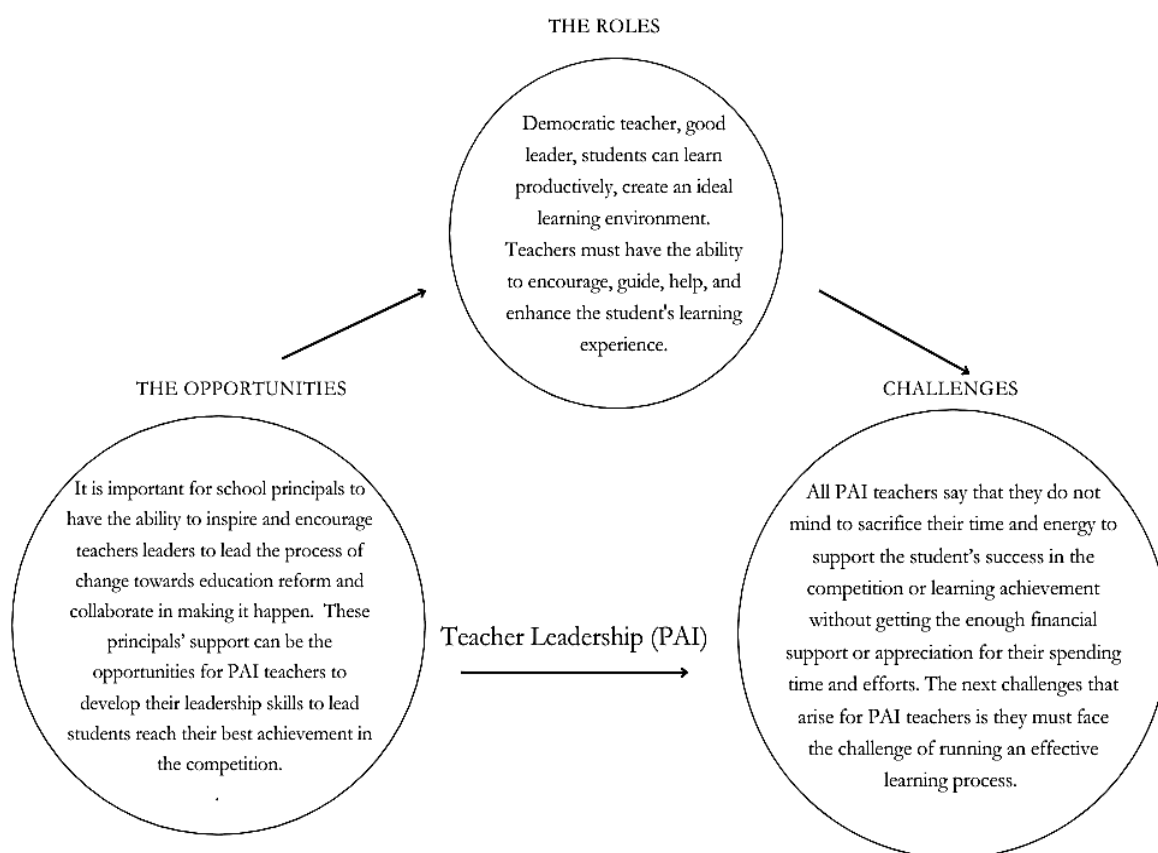 THE ROLES
Democratic teacher, good
leader, students can learn
productively, create an ideal
learning environment.
Teachers must have the ability
to encourage, guide, help, and
enhance the student's learning
experience.
THE OPPORTUNITIES
It is important for school principals to
have the ability to inspire and encourage
teachers leaders to lead the process of
change towards education reform and
collaborate in making it happen. These
principals' support can be the
opportunities for PAI teachers to
develop their leadership skills to lead
students reach their best achievement in
the competition.
.
Teacher Leadership (PAI)
CHALLENGES
All PAI teachers say that they do not
mind to sacrifice their time and energy to
support the student's success in the
competition or learning achievement
without getting the enough financial
support or appreciation for their spending
time and efforts. The next challenges that
arise for PAI teachers is they must face
the challenge of running an effective
learning process.